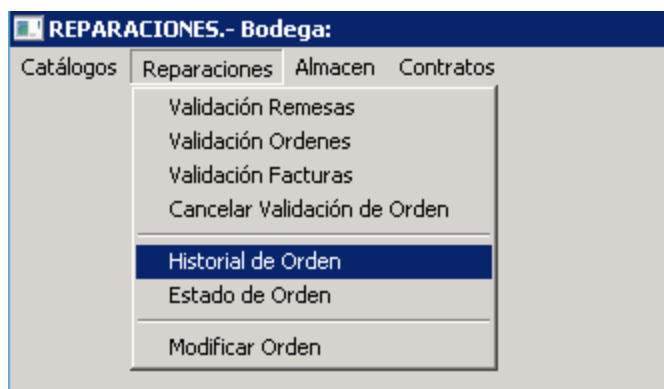 REPARACIONES.- Bodega:
Catálogos Reparaciones Almacen Contratos
Validación Remesas
Validación Ordenes
Validación Facturas
Cancelar Validación de Orden
Historial de Orden
Estado de Orden
Modificar Orden